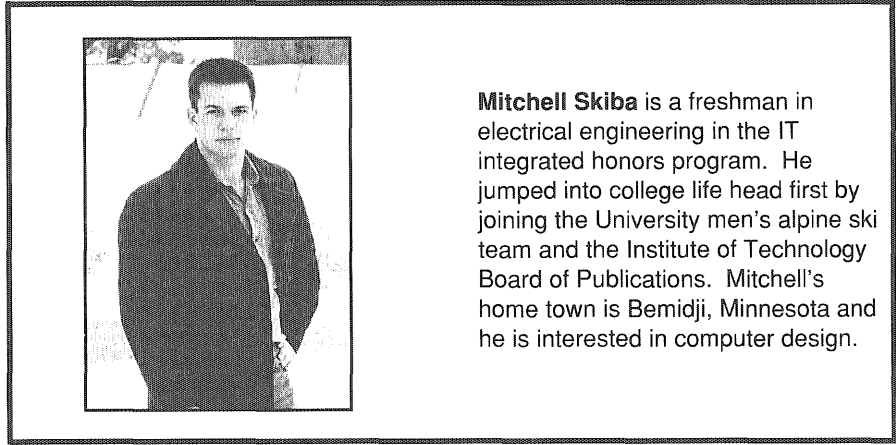 Mitchell Skiba is a freshman in
electrical engineering in the IT
integrated honors program. He
jumped into college life head first by
joining the University men's alpine ski
team and the Institute of Technology
Board of Publications. Mitchell's
home town is Bemidji, Minnesota and
he is interested in computer design.